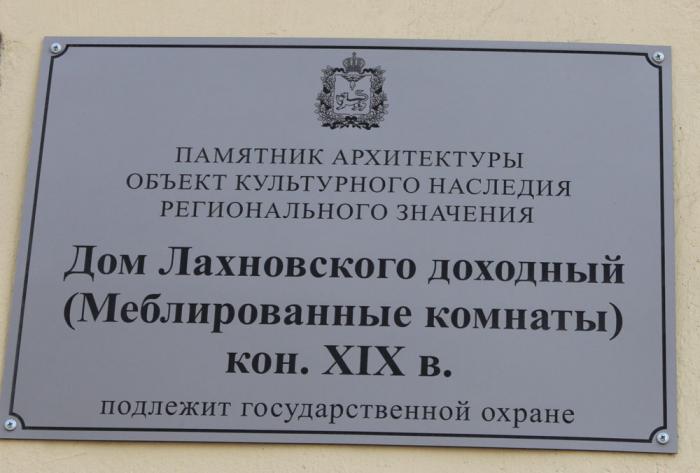 ПАМЯТНИК АРХИТЕКТУРЫ
ОБЪЕКТ КУЛЬТУРНОГО НАСЛЕДИЯ
РЕГИОНАЛЬНОГО ЗНАЧЕНИЯ
Дом Лахновского доходный
(Меблированные комнаты)
кон. XIX в.
подлежит государственной охране